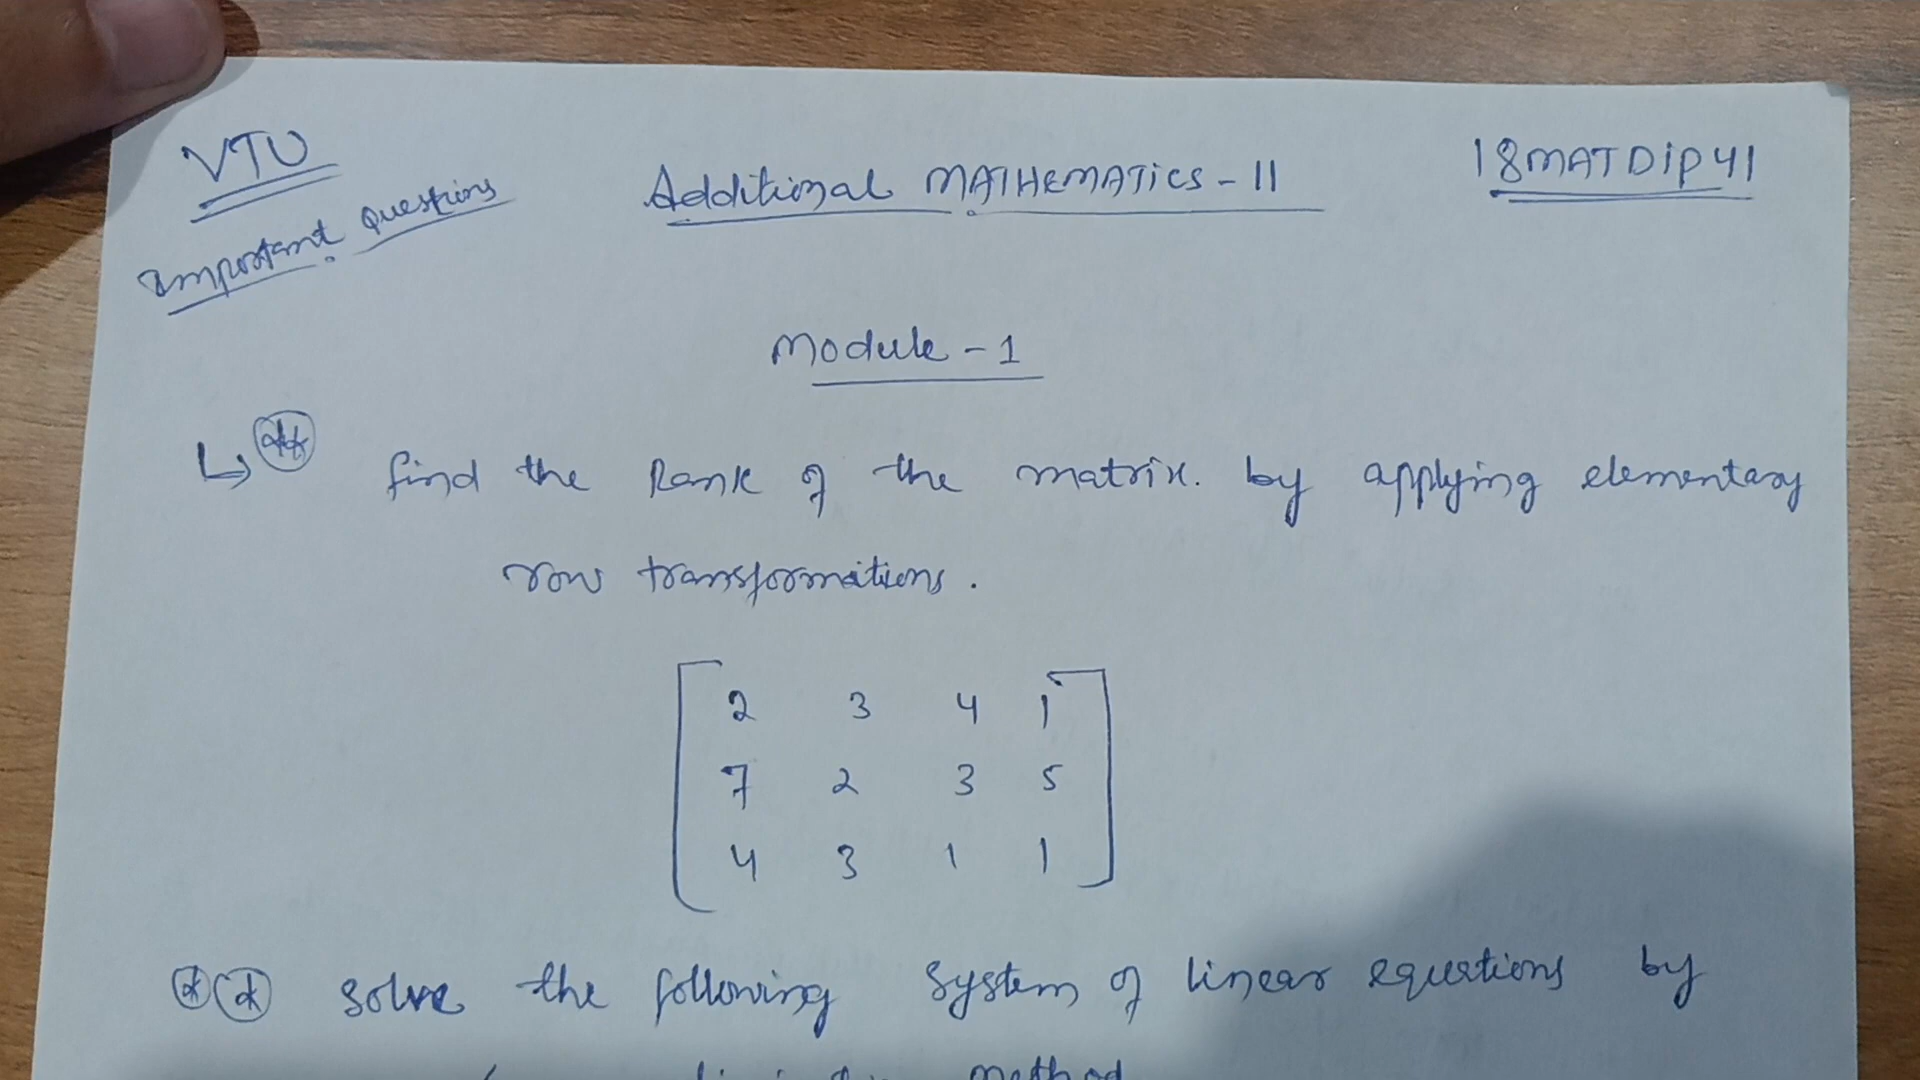 VTU
Important Questions
Additional MATHEMATICS - II
18MATDIP41
Module - 1
find the Rank of the matrix. by applying elementary
row transformations.
2 3 4 1
7 2 3 5
4 3 1 1
solve the following system of linear equations by
method